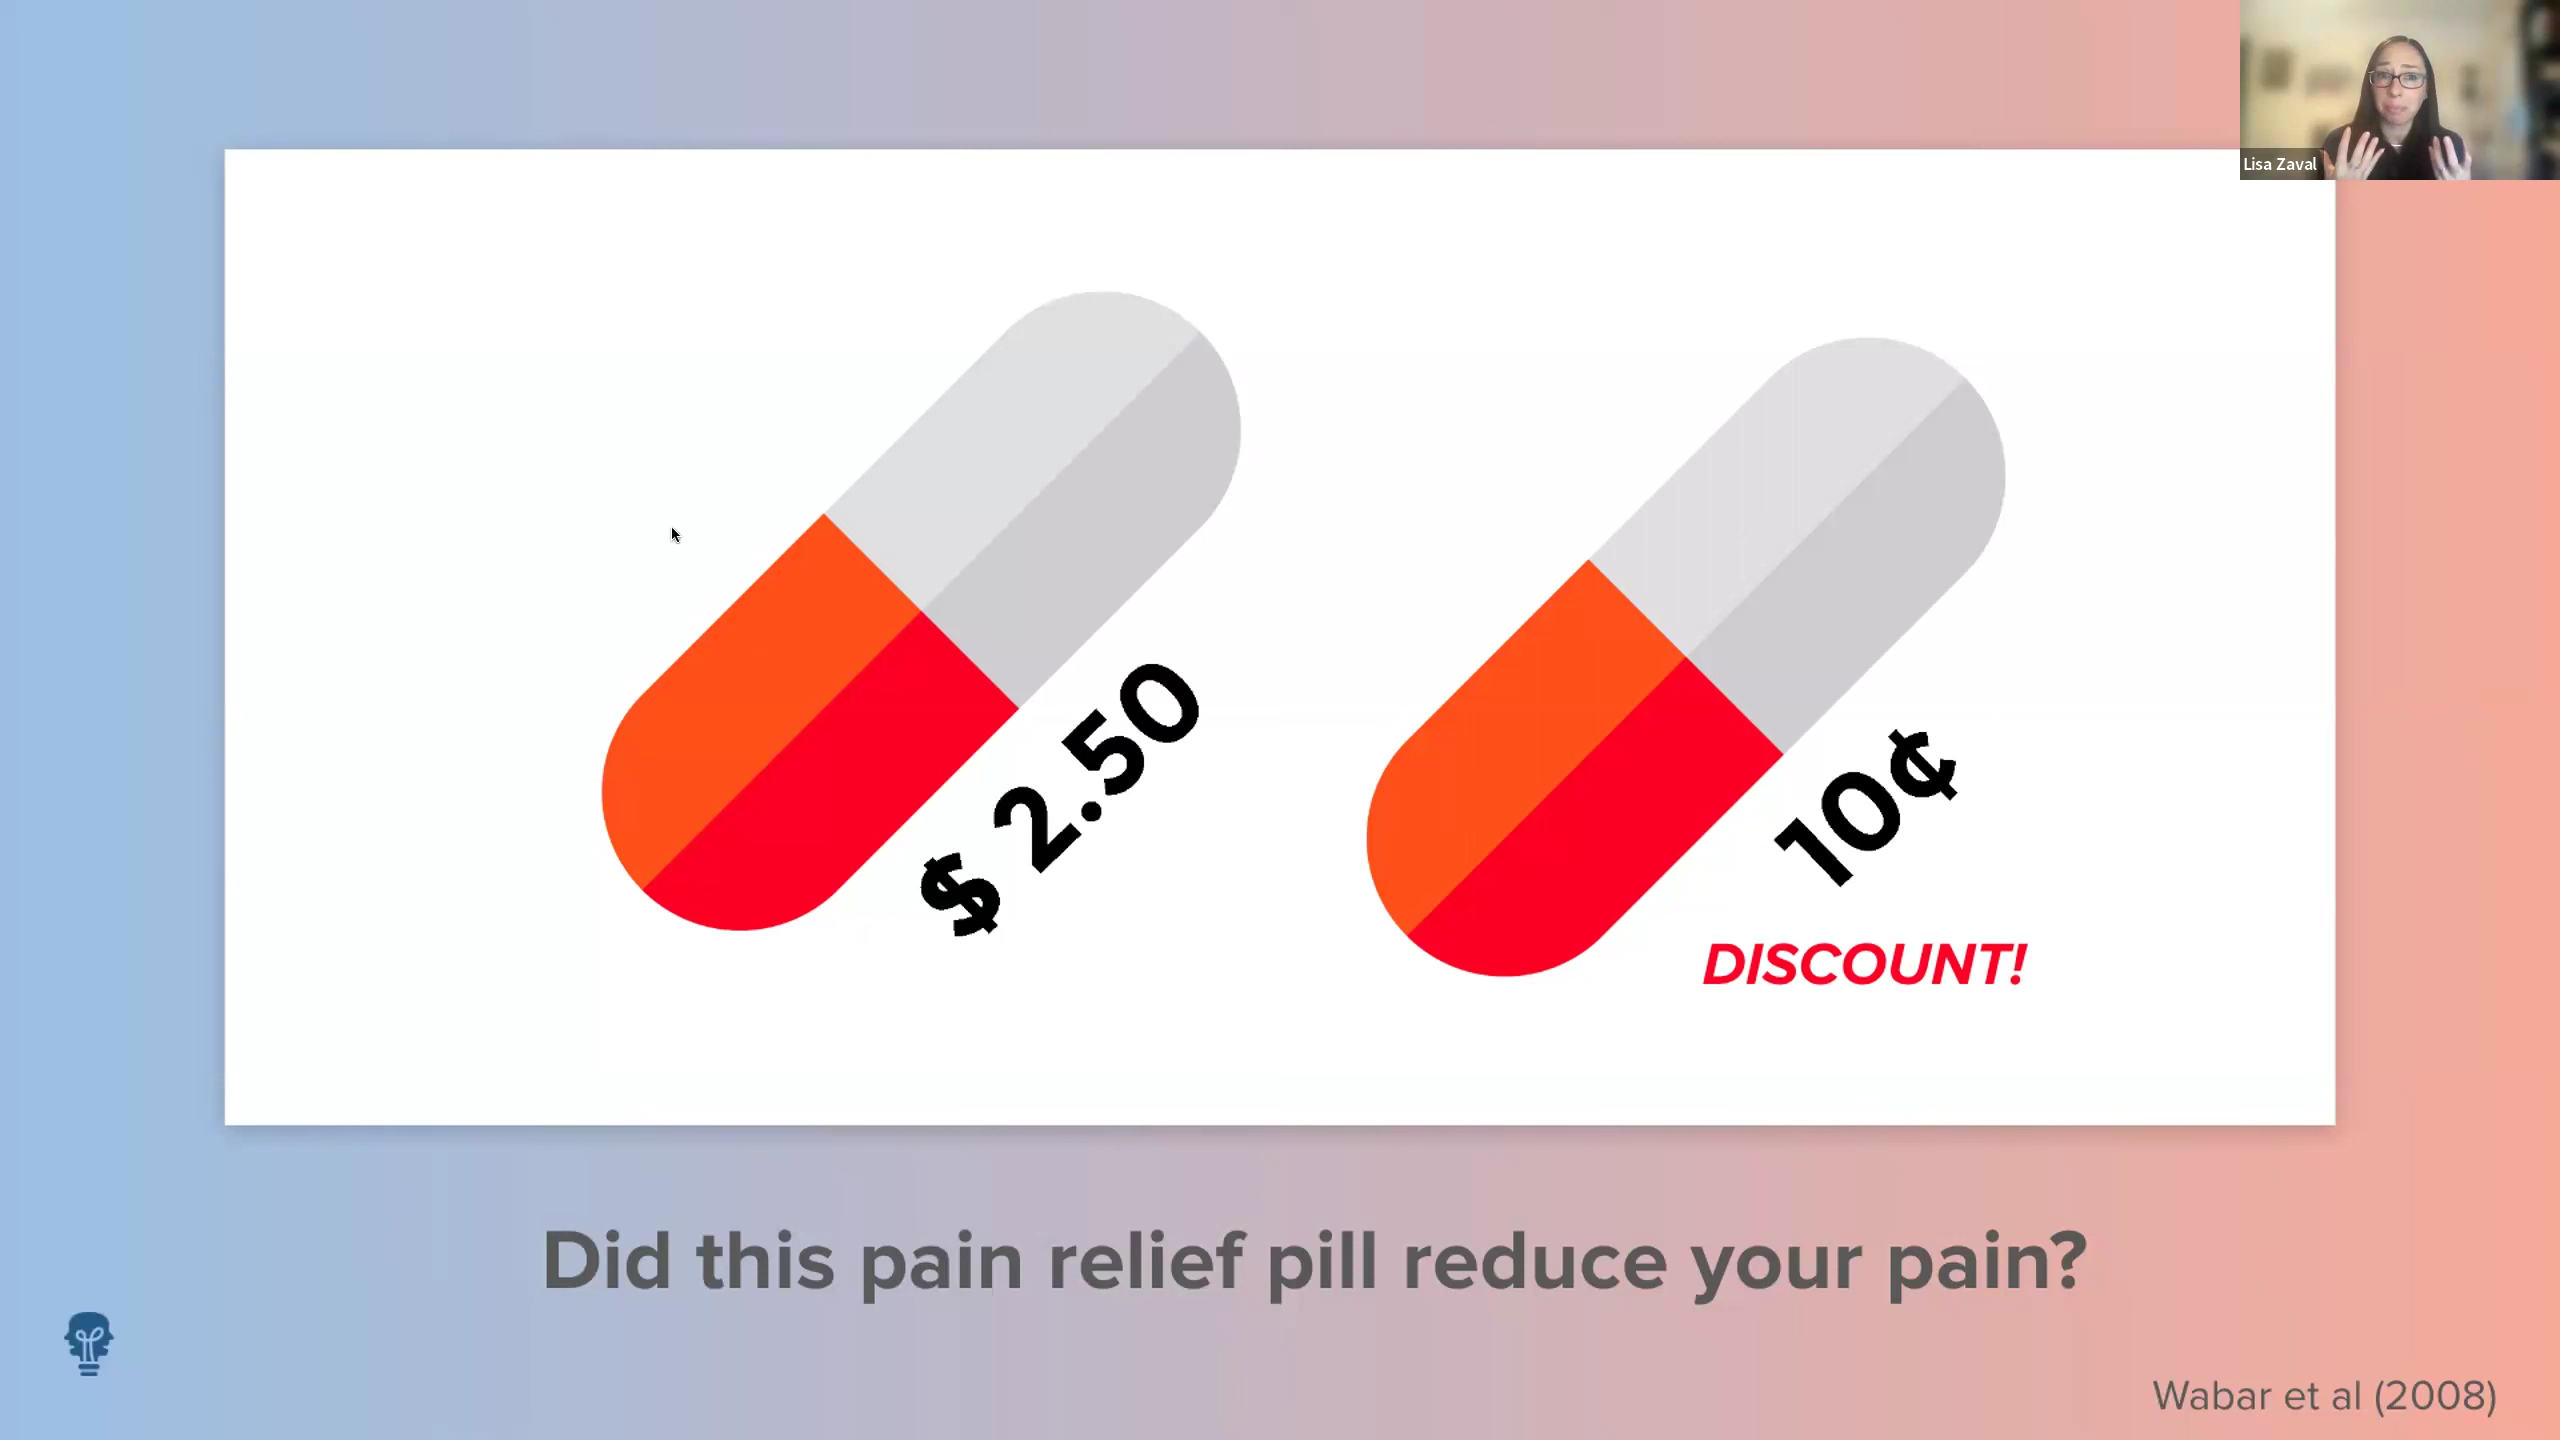 Lisa Zaval
$ 2.50
10¢
DISCOUNT!
Did this pain relief pill reduce your pain?
Wabar et al (2008)